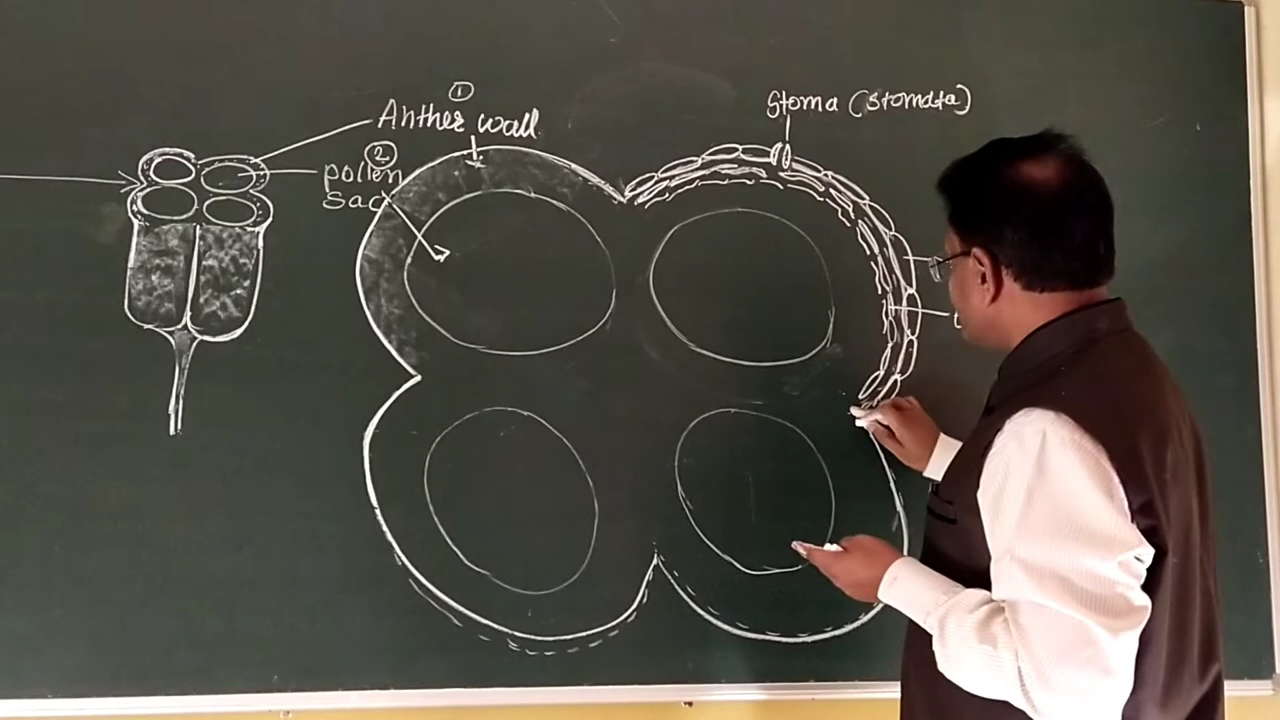 ①
Anther wall
②
pollen
sac
Stoma (stomata)